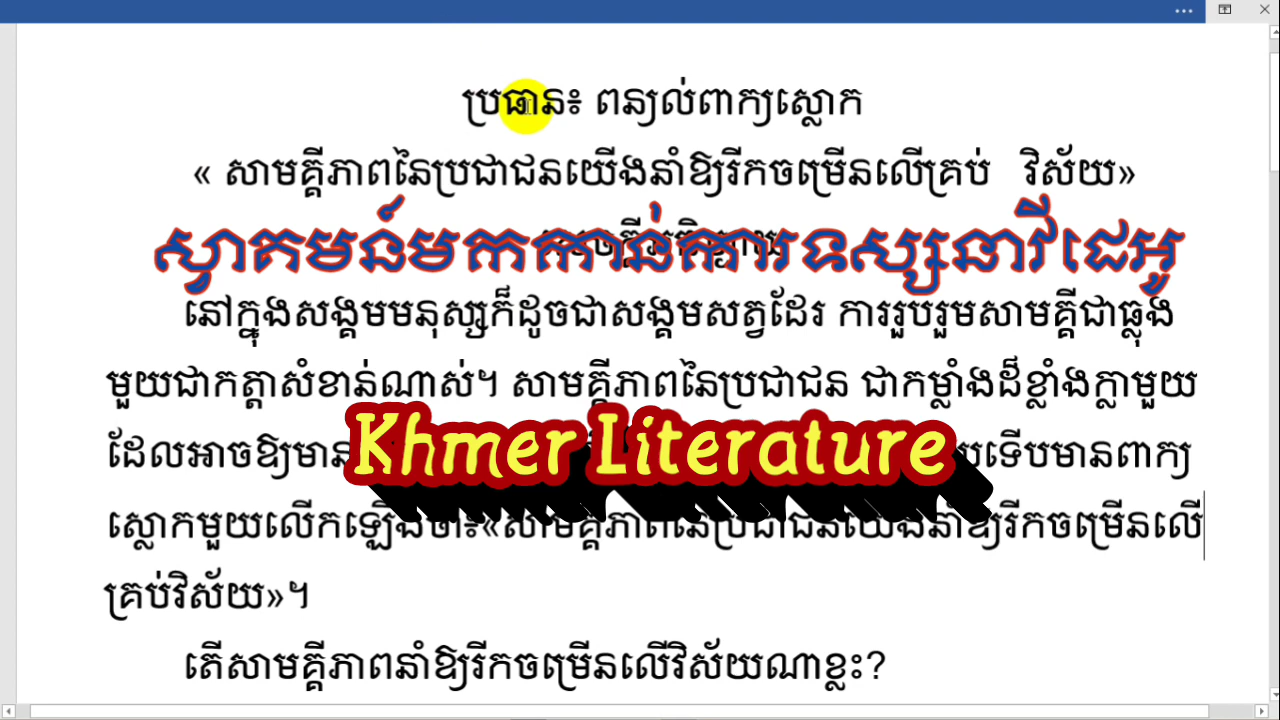 ប្រធាន៖ ពន្យល់ពាក្យស្លោក
« សាមគ្គីភាពនៃប្រជាជនយើងនាំឱ្យរីកចម្រើនលើគ្រប់ វិស័យ»
ស្វាគមន៍មកកាន់ការទស្សនាវីដេអូ
នៅក្នុងសង្គមមនុស្សក៏ដូចជាសង្គមសត្វដែរ ការរួបរួមសាមគ្គីជាធ្លុង
មួយជាកត្តាសំខាន់ណាស់។ សាមគ្គីភាពនៃប្រជាជន ជាកម្លាំងដ៏ខ្លាំងក្លាមួយ
ដែលអាចឱ្យមាន ទើបមានពាក្យ
Khmer Literature
ស្លោកមួយលើកឡើងថា៖«សាមគ្គីភាពនៃប្រជាជនយើងនាំឱ្យរីកចម្រើនលើ
គ្រប់វិស័យ»។
តើសាមគ្គីភាពនាំឱ្យរីកចម្រើនលើវិស័យណាខ្លះ?